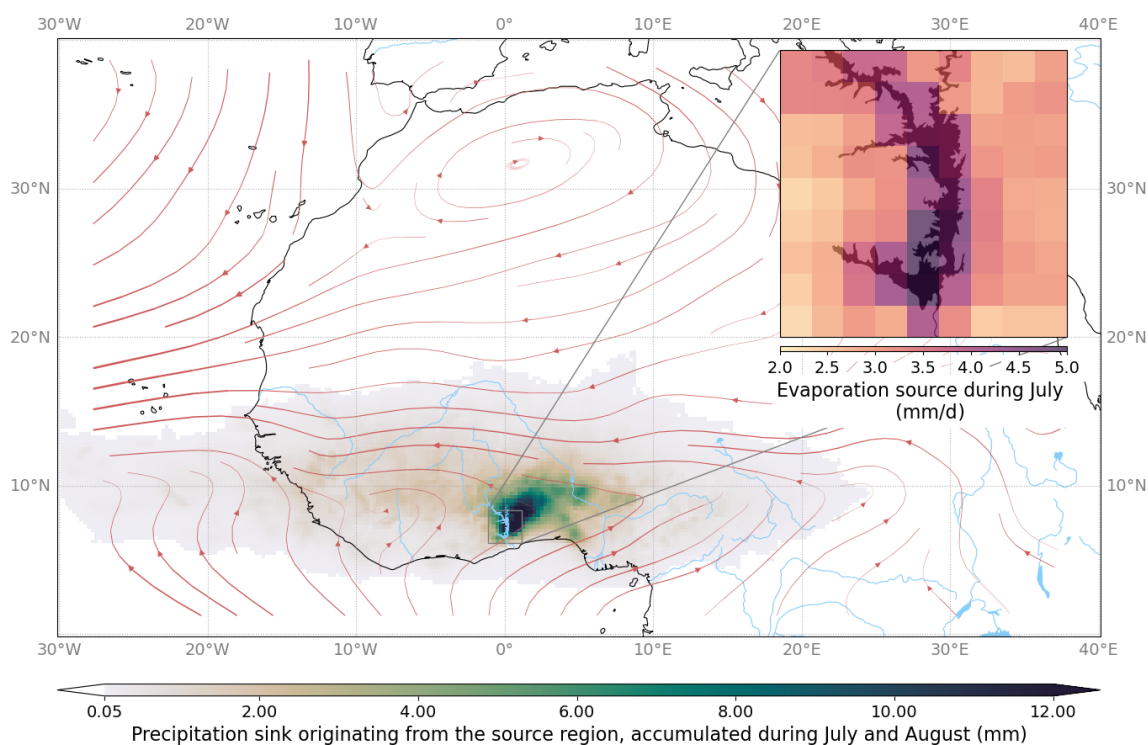 30°W 20°W 10°W 0° 10°E 20°E 30°E 40°E
30°N 30°N
20°N 20°N
2.0 2.5 3.0 3.5 4.0 4.5 5.0
Evaporation source during July
(mm/d)
10°N 10°N
0° 0°
30°W 20°W 10°W 0° 10°E 20°E 30°E 40°E
0.05 2.00 4.00 6.00 8.00 10.00 12.00
Precipitation sink originating from the source region, accumulated during July and August (mm)